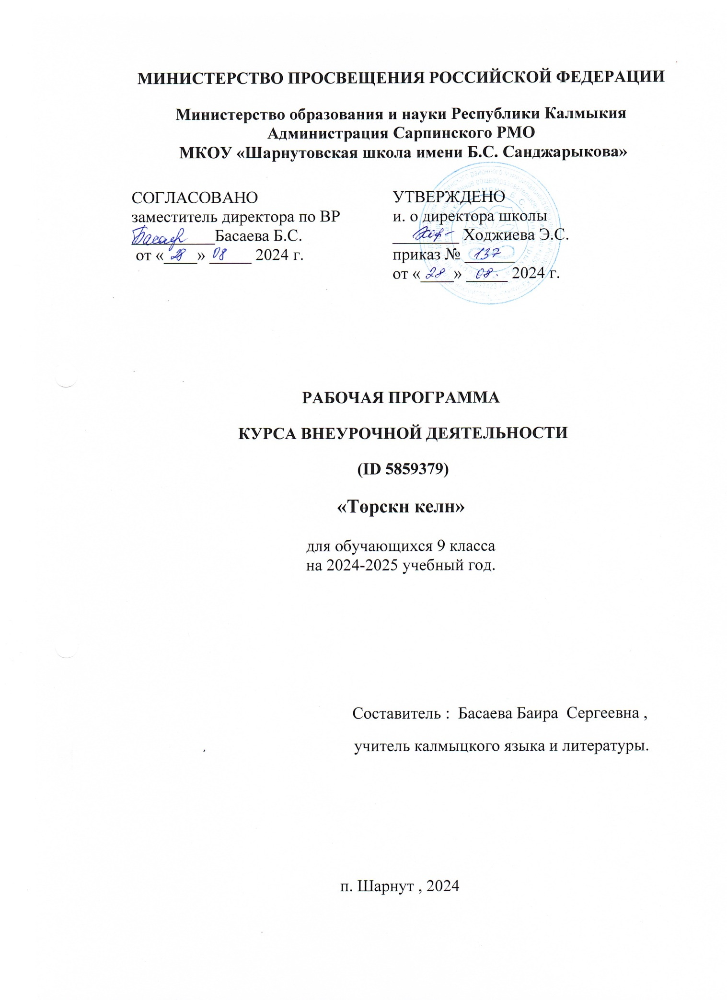 МИНИСТЕРСТВО ПРОСВЕЩЕНИЯ РОССИЙСКОЙ ФЕДЕРАЦИИ
Министерство образования и науки Республики Калмыкия
Администрация Сарпинского РМО
МКОУ «Шарнутовская школа имени Б.С. Санджарыкова»
СОГЛАСОВАНО
заместитель директора по ВР
Басаева Б.С.
от «28» 08 2024 г.
УТВЕРЖДЕНО
и. о директора школы
Ходжиева Э.С.
приказ № 137
от «28» 08. 2024 г.
РАБОЧАЯ ПРОГРАММА
КУРСА ВНЕУРОЧНОЙ ДЕЯТЕЛЬНОСТИ
(ID 5859379)
«Төрскн келн»
для обучающихся 9 класса
на 2024-2025 учебный год.
Составитель : Басаева Баира Сергеевна ,
учитель калмыцкого языка и литературы.
п. Шарнут , 2024